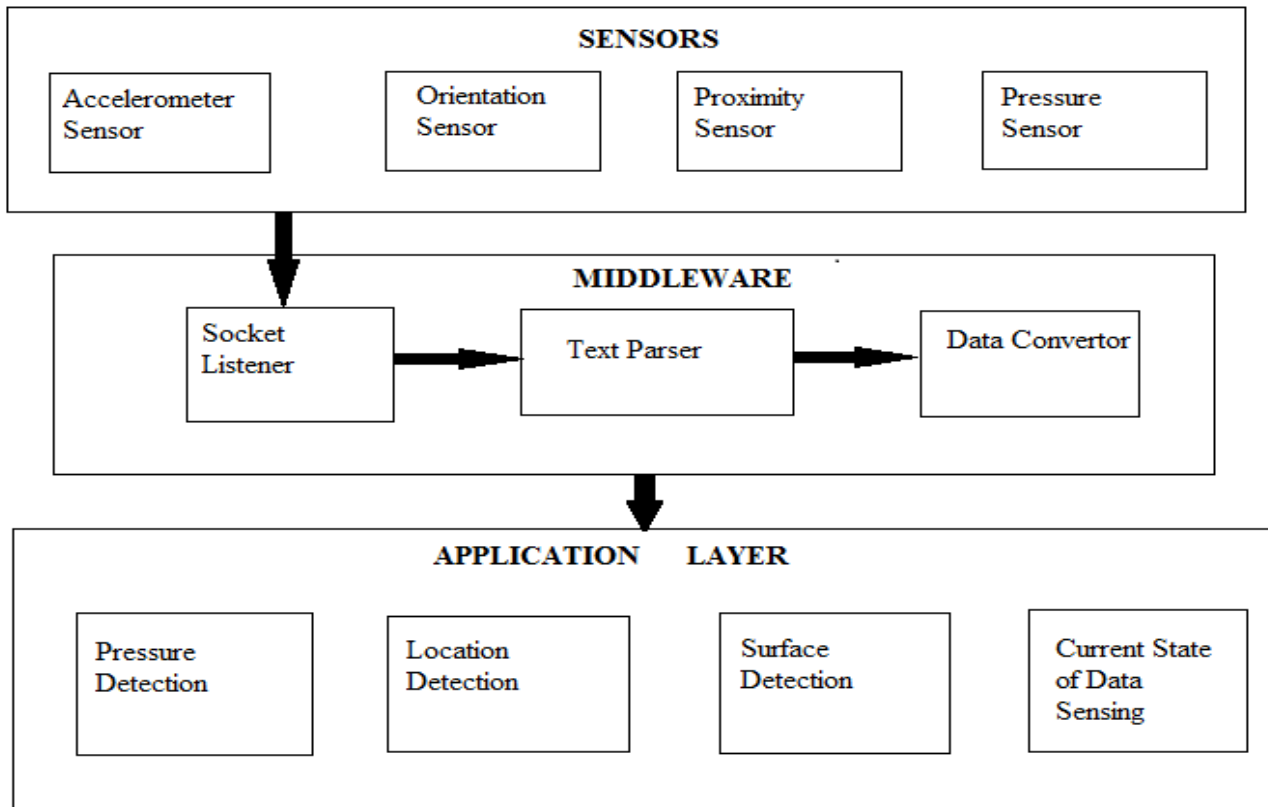 SENSORS
Accelerometer
Sensor
Orientation
Sensor
Proximity
Sensor
Pressure
Sensor
MIDDLEWARE
Socket
Listener
Text Parser
Data Convertor
APPLICATION LAYER
Pressure
Detection
Location
Detection
Surface
Detection
Current State
of Data
Sensing